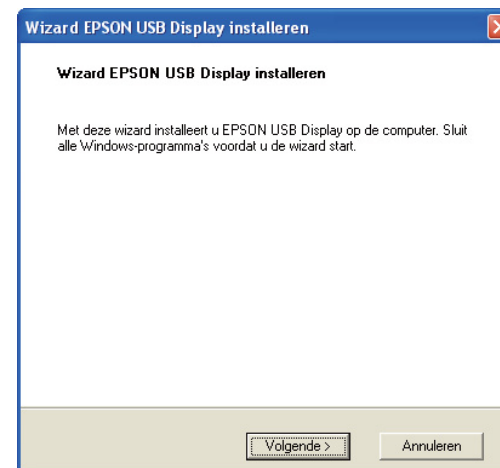 Wizard EPSON USB Display installeren
Wizard EPSON USB Display installeren
Met deze wizard installeert u EPSON USB Display op de computer. Sluit
alle Windows-programma's voordat u de wizard start.
Volgende >
Annuleren